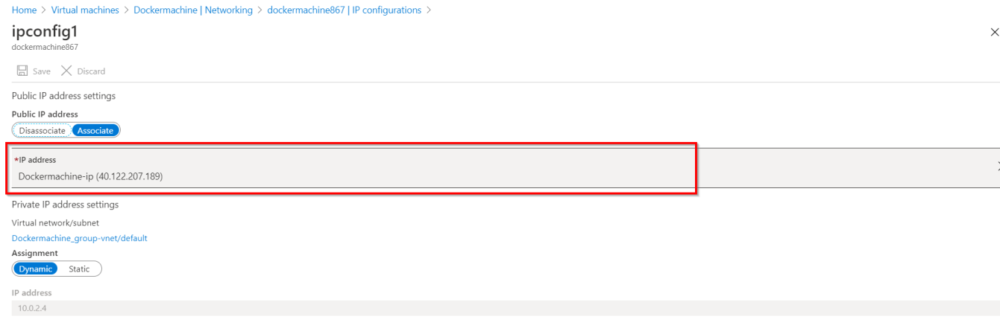 Home > Virtual machines > Dockermachine | Networking > dockermachine867 | IP configurations >
ipconfig1
dockermachine867
Save Discard
Public IP address settings
Public IP address
Disassociate Associate
*IP address
Dockermachine-ip (40.122.207.189)
Private IP address settings
Virtual network/subnet
Dockermachine_group-vnet/default
Assignment
Dynamic Static
IP address
10.0.2.4